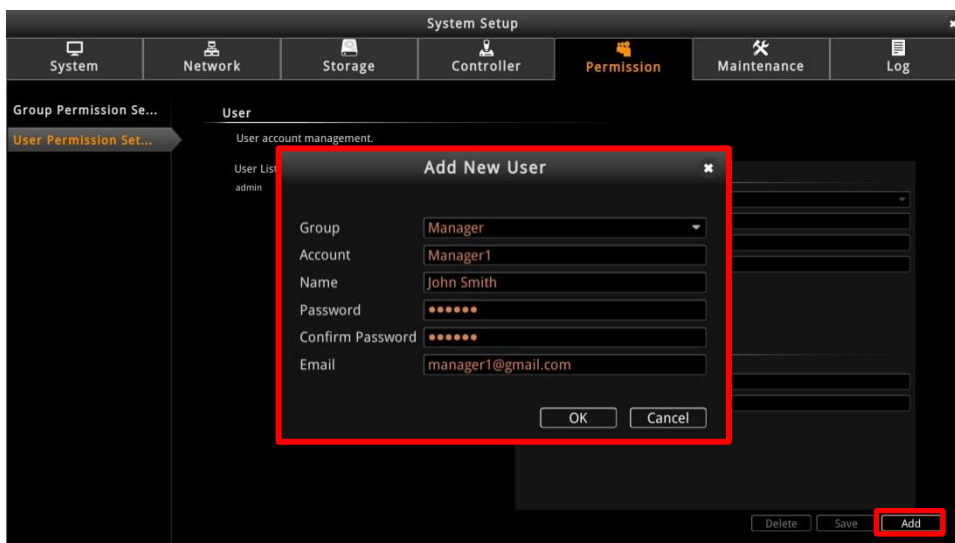 System Setup
System Network Storage Controller Permission Maintenance Log
Group Permission Se...
User
User Permission Set...
User account management.
User List
admin
Add New User
Group Manager
Account Manager1
Name John Smith
Password ●●●●●●
Confirm Password ●●●●●●
Email manager1@gmail.com
OK Cancel
Delete Save Add